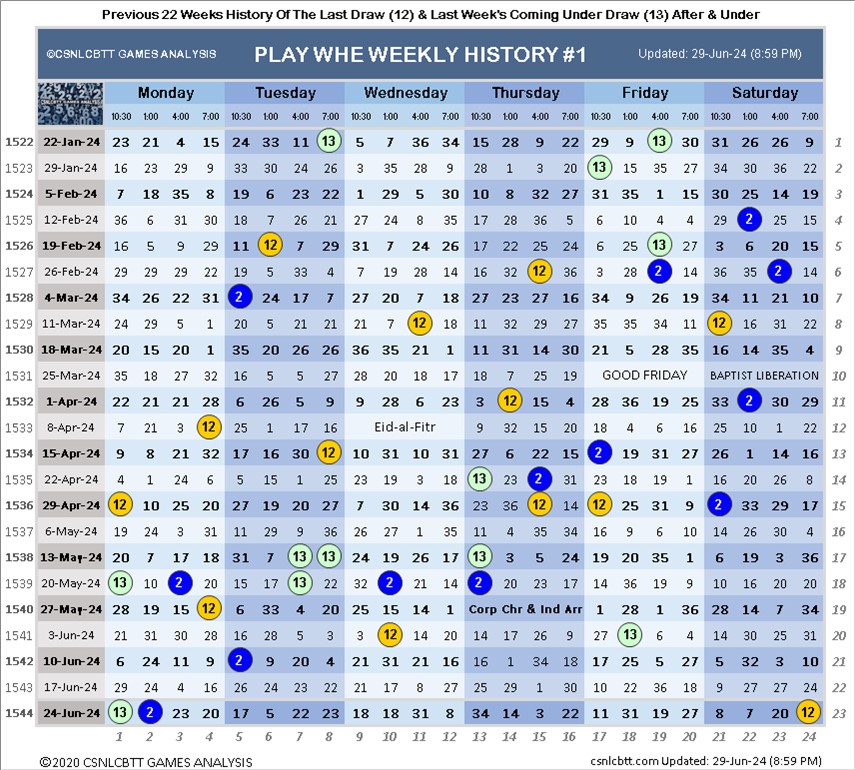 Previous 22 Weeks History Of The Last Draw (12) & Last Week's Coming Under Draw (13) After & Under
©CSNLCBTT GAMES ANALYSIS PLAY WHE WEEKLY HISTORY #1 Updated: 29-Jun-24 (8:59 PM)
CSNLCBTT GAMES ANALYSIS Monday Tuesday Wednesday Thursday Friday Saturday
10:30 1:00 4:00 7:00 10:30 1:00 4:00 7:00 10:30 1:00 4:00 7:00 10:30 1:00 4:00 7:00 10:30 1:00 4:00 7:00 10:30 1:00 4:00 7:00
1522 22-Jan-24 23 21 4 15 24 33 11 13 5 7 36 34 15 28 9 22 29 9 13 30 31 26 26 9 1
1523 29-Jan-24 16 23 29 9 33 30 24 26 3 35 28 9 28 1 3 20 13 15 35 27 34 30 36 22 2
1524 5-Feb-24 7 18 35 8 19 6 23 22 1 29 5 30 10 8 32 27 31 35 1 15 30 25 14 19 3
1525 12-Feb-24 36 6 31 30 18 7 26 21 27 24 8 35 17 28 36 5 6 10 4 4 29 2 25 15 4
1526 19-Feb-24 16 5 9 29 11 12 7 29 31 7 24 26 17 22 25 24 6 25 13 27 3 6 20 15 5
1527 26-Feb-24 29 29 29 22 19 5 33 4 7 19 28 14 16 32 12 36 3 28 2 14 36 35 2 14 6
1528 4-Mar-24 34 26 22 31 2 24 17 7 27 20 7 18 27 23 27 16 34 9 26 19 34 11 21 10 7
1529 11-Mar-24 24 29 5 1 20 5 21 21 21 7 12 18 11 32 29 27 35 35 34 11 12 16 31 22 8
1530 18-Mar-24 20 15 20 1 35 20 26 26 36 35 21 1 11 31 14 30 21 5 28 35 16 14 35 4 9
1531 25-Mar-24 35 18 27 32 16 5 5 27 28 20 18 17 18 7 25 19 GOOD FRIDAY BAPTIST LIBERATION 10
1532 1-Apr-24 22 21 21 28 6 26 5 9 9 28 6 23 3 12 15 4 28 36 19 25 33 2 30 29 11
1533 8-Apr-24 7 21 3 12 25 1 17 16 Eid-al-Fitr 9 32 15 20 18 4 6 16 25 10 1 22 12
1534 15-Apr-24 9 8 21 32 17 16 30 12 10 31 10 31 27 6 22 15 2 19 31 27 26 1 14 16 13
1535 22-Apr-24 4 1 24 6 5 15 1 25 23 19 3 18 13 23 2 31 23 18 19 1 16 20 26 8 14
1536 29-Apr-24 12 10 25 20 27 19 20 27 7 30 14 36 23 36 12 14 12 25 31 9 2 33 29 17 15
1537 6-May-24 19 24 3 31 11 29 9 36 26 27 1 35 11 4 34 35 16 9 6 10 14 26 30 4 16
1538 13-May-24 20 7 17 18 31 7 13 13 24 19 26 17 13 3 5 24 19 20 35 1 6 19 3 36 17
1539 20-May-24 13 10 2 20 15 17 13 22 32 2 21 14 2 20 23 17 14 36 19 9 10 16 20 20 18
1540 27-May-24 28 19 15 12 6 33 4 20 25 15 14 1 Corp Chr & Ind Arr 1 28 1 36 28 14 7 34 19
1541 3-Jun-24 21 31 30 28 16 28 5 3 3 12 14 20 14 17 26 9 27 13 6 4 14 30 25 31 20
1542 10-Jun-24 6 24 11 9 2 9 20 4 21 31 21 16 16 1 34 18 17 25 5 27 5 32 3 10 21
1543 17-Jun-24 29 24 4 16 26 24 23 22 21 17 8 27 25 29 1 30 10 22 36 18 9 27 27 24 22
1544 24-Jun-24 13 2 23 20 17 5 22 23 18 18 31 8 34 14 3 22 11 31 19 27 8 7 20 12 23
1 2 3 4 5 6 7 8 9 10 11 12 13 14 15 16 17 18 19 20 21 22 23 24
©2020 CSNLCBTT GAMES ANALYSIS csnlcbtt.com Updated: 29-Jun-24 (8:59 PM)